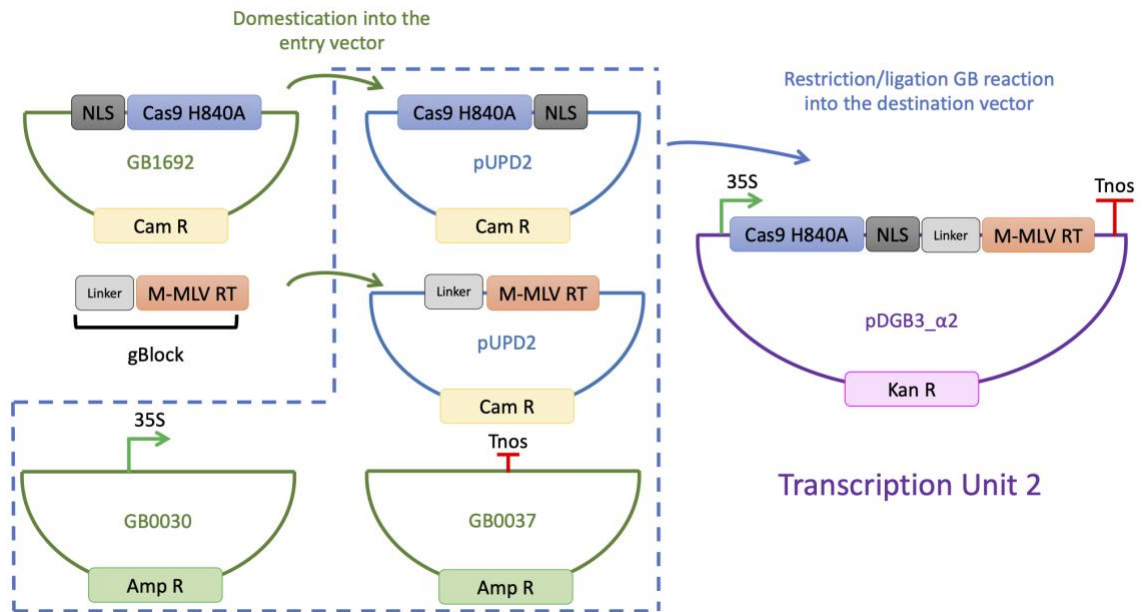 Domestication into the
entry vector
NLS
Cas9 H840A
GB1692
Cam R
Cas9 H840A
NLS
pUPD2
Cam R
Restriction/ligation GB reaction
into the destination vector
Linker
M-MLV RT
gBlock
Linker
M-MLV RT
pUPD2
Cam R
35S
GB0030
Amp R
Tnos
GB0037
Amp R
35S
Tnos
Cas9 H840A
NLS
Linker
M-MLV RT
pDGB3_α2
Kan R
Transcription Unit 2